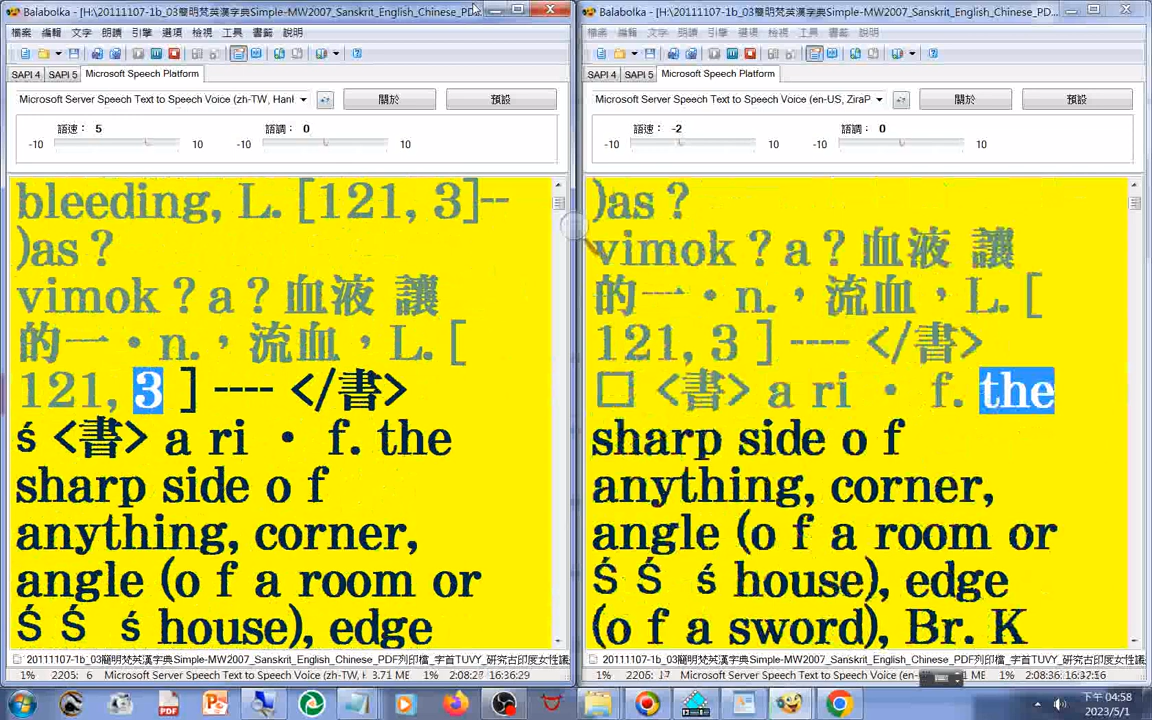 Balabolka - [H:\20111107-1b_03簡明梵英漢字典Simple-MW2007_Sanskrit_English_Chinese_PD...
檔案 編輯 文字 朗讀 引擎 選項 檢視 工具 書籤 說明
SAPI 4 SAPI 5 Microsoft Speech Platform
Microsoft Server Speech Text to Speech Voice (zh-TW, Hanl 關於 預設
語速： 5 語調： 0
-10 10 -10 10
bleeding, L. [121, 3]--
)as？
vimok？a？血液 讓
的一・n.，流血，L. [
121, 3 ] ---- </書>
ś <書> a ri • f. the
sharp side o f
anything, corner,
angle (o f a room or
Ś Ś ś house), edge
20111107-1b_03簡明梵英漢字典Simple-MW2007_Sanskrit_English_Chinese_PDF列印檔_字首TUVY_研究古印度女性議
1% 2205: 6 Microsoft Server Speech Text to Speech Voice (zh-TW, H 3.71 ME 1% 2:08:27 16:36:29
Balabolka - [H:\20111107-1b_03簡明梵英漢字典Simple-MW2007_Sanskrit_English_Chinese_PD...
檔案 編輯 文字 朗讀 引擎 選項 檢視 工具 書籤 說明
SAPI 4 SAPI 5 Microsoft Speech Platform
Microsoft Server Speech Text to Speech Voice (en-US, ZiraP 關於 預設
語速： -2 語調： 0
-10 10 -10 10
)as？
vimok？a？血液 讓
的一・n.，流血，L. [
121, 3 ] ---- </書>
□ <書> a ri • f. the
sharp side o f
anything, corner,
angle (o f a room or
Ś Ś ś house), edge
(o f a sword), Br. K
20111107-1b_03簡明梵英漢字典Simple-MW2007_Sanskrit_English_Chinese_PDF列印檔_字首TUVY_研究古印度女性議
1% 2206: 17 Microsoft Server Speech Text to Speech Voice (en-US, ME 1% 2:08:36 16:32:56
下午 04:58
2023/5/1